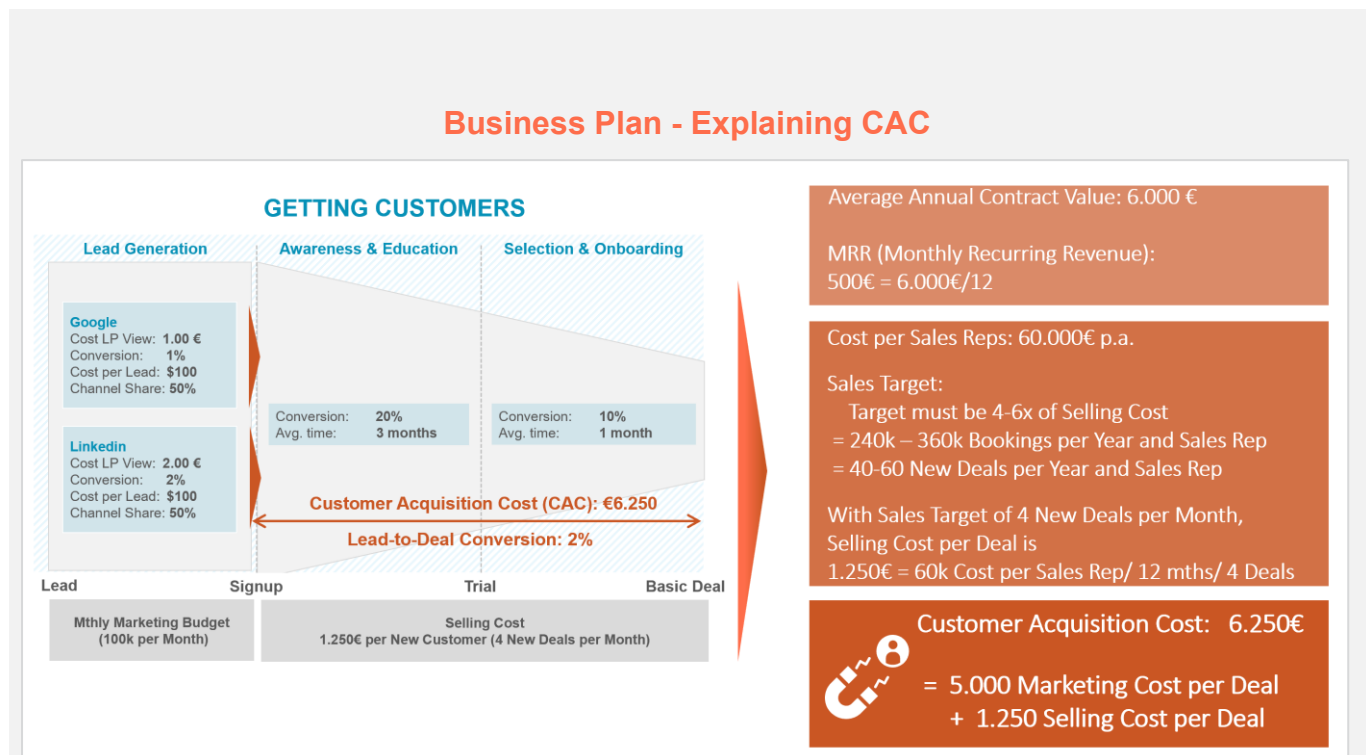 Business Plan - Explaining CAC
GETTING CUSTOMERS
Lead Generation
Awareness & Education
Selection & Onboarding
Google
Cost LP View: 1.00 €
Conversion: 1%
Cost per Lead: $100
Channel Share: 50%
Linkedin
Cost LP View: 2.00 €
Conversion: 2%
Cost per Lead: $100
Channel Share: 50%
Conversion: 20%
Avg. time: 3 months
Conversion: 10%
Avg. time: 1 month
Customer Acquisition Cost (CAC): €6.250
Lead-to-Deal Conversion: 2%
Lead
Signup
Trial
Basic Deal
Mthly Marketing Budget
(100k per Month)
Selling Cost
1.250€ per New Customer (4 New Deals per Month)
Average Annual Contract Value: 6.000 €
MRR (Monthly Recurring Revenue):
500€ = 6.000€/12
Cost per Sales Reps: 60.000€ p.a.
Sales Target:
Target must be 4-6x of Selling Cost
= 240k – 360k Bookings per Year and Sales Rep
= 40-60 New Deals per Year and Sales Rep
With Sales Target of 4 New Deals per Month,
Selling Cost per Deal is
1.250€ = 60k Cost per Sales Rep/ 12 mths/ 4 Deals
Customer Acquisition Cost: 6.250€
= 5.000 Marketing Cost per Deal
+ 1.250 Selling Cost per Deal